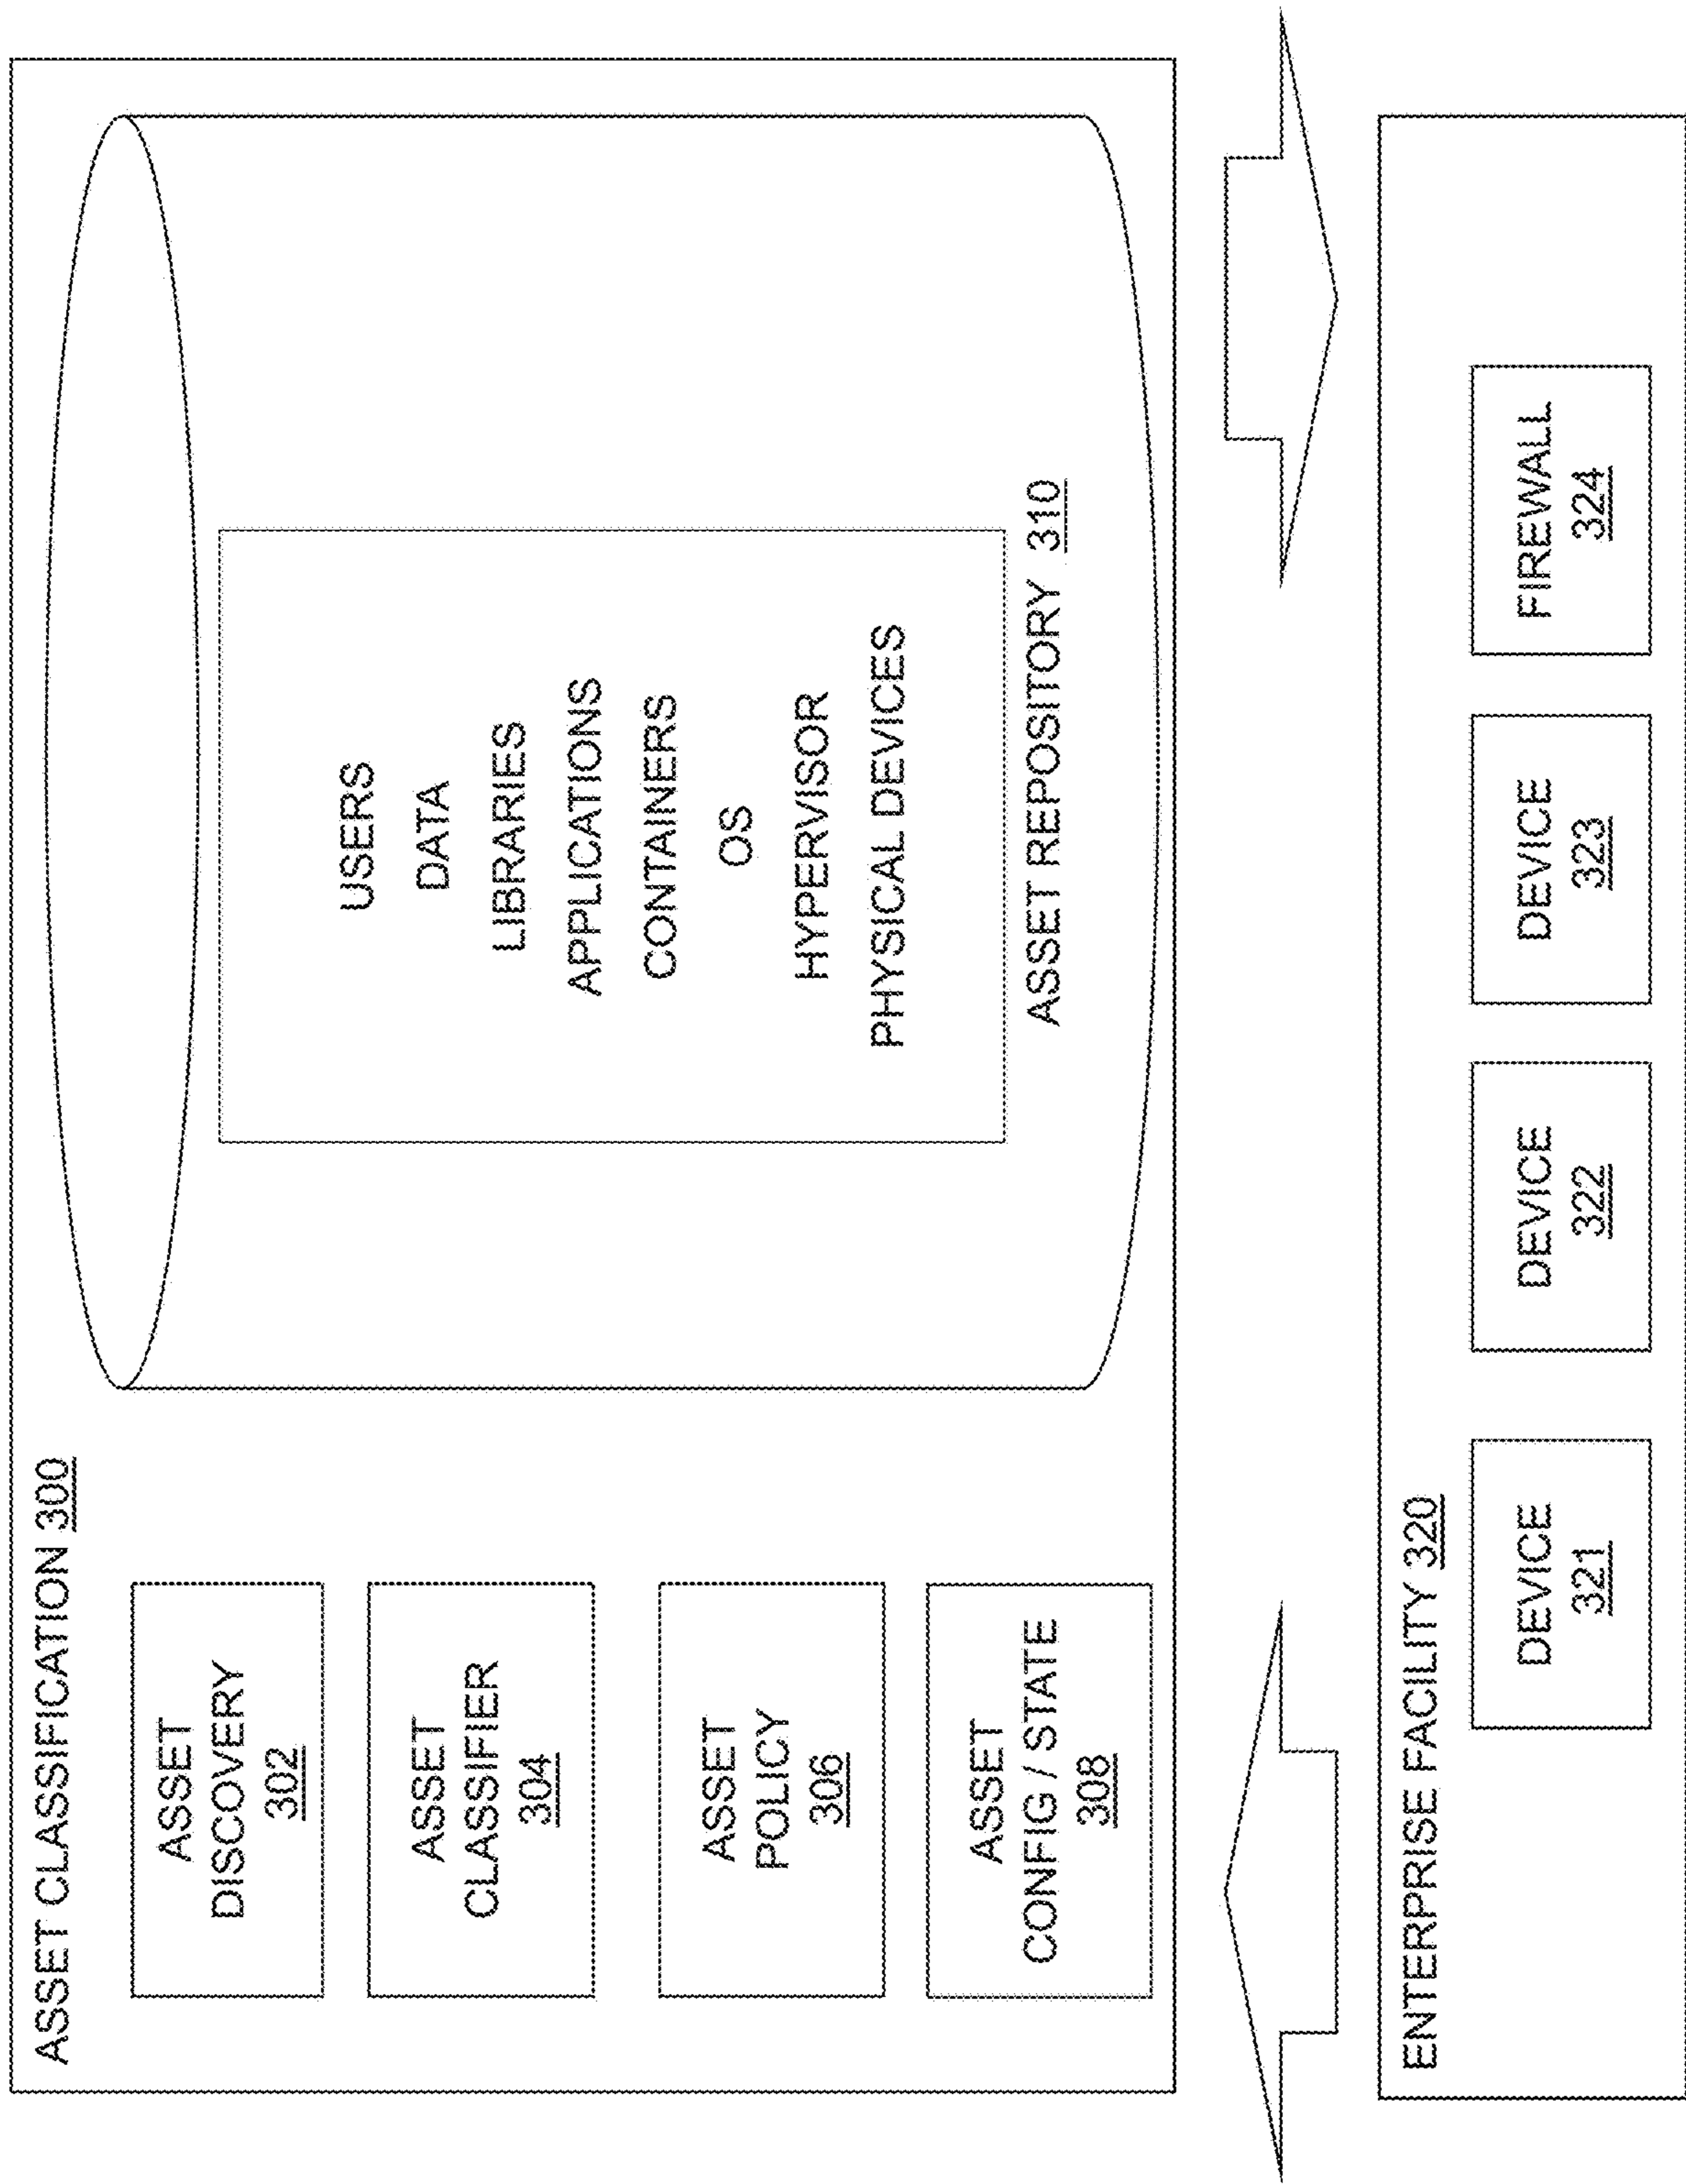 ASSET CLASSIFICATION 300
ASSET
DISCOVERY
302
ASSET
CLASSIFIER
304
ASSET
POLICY
306
ASSET
CONFIG / STATE
308
USERS
DATA
LIBRARIES
APPLICATIONS
CONTAINERS
OS
HYPERVISOR
PHYSICAL DEVICES
ASSET REPOSITORY 310
ENTERPRISE FACILITY 320
DEVICE
321
DEVICE
322
DEVICE
323
FIREWALL
324